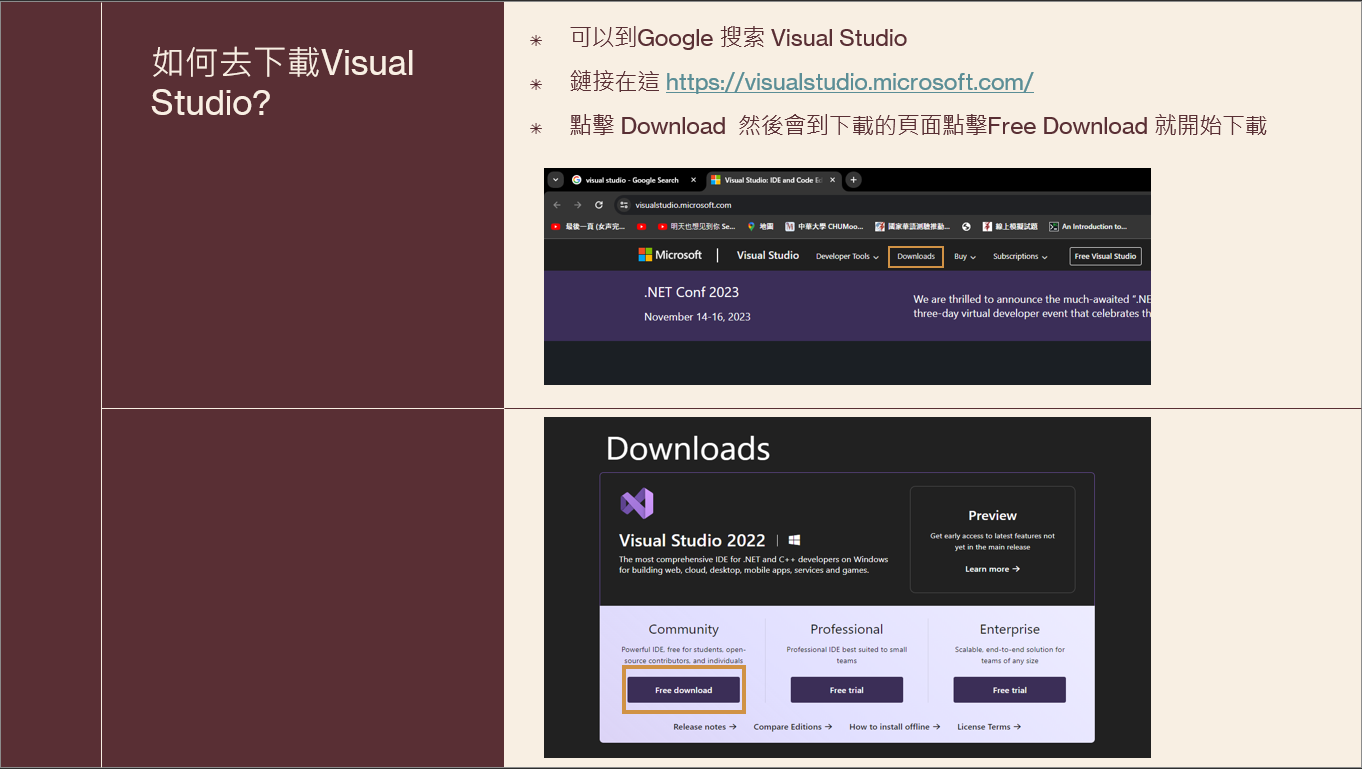 如何去下載Visual
Studio?
可以到Google 搜索 Visual Studio
鏈接在這 https://visualstudio.microsoft.com/
點擊 Download 然後會到下載的頁面點擊Free Download 就開始下載
visual studio - Google Search
Visual Studio: IDE and Code Ed
visualstudio.microsoft.com
最後一頁 (女声完...
明天也想见到你 Se...
地圖
中華大學 CHUMoo...
國家華語測驗推動...
線上模擬試題
An Introduction to...
Microsoft
Visual Studio
Developer Tools
Downloads
Buy
Subscriptions
Free Visual Studio
.NET Conf 2023
November 14-16, 2023
We are thrilled to announce the much-awaited ".NE
three-day virtual developer event that celebrates th
Downloads
Visual Studio 2022
The most comprehensive IDE for .NET and C++ developers on Windows
for building web, cloud, desktop, mobile apps, services and games.
Preview
Get early access to latest features not
yet in the main release
Learn more →
Community
Powerful IDE, free for students, open-
source contributors, and individuals
Free download
Professional
Professional IDE best suited to small
teams
Free trial
Enterprise
Scalable, end-to-end solution for
teams of any size
Free trial
Release notes →
Compare Editions →
How to install offline →
License Terms →